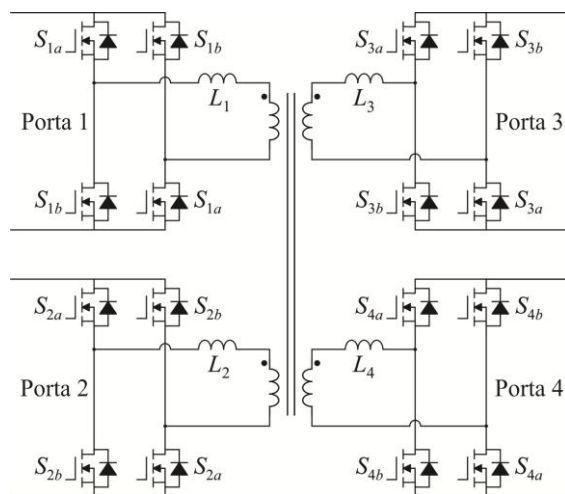 S1a S1b S3a S3b
L1 L3
Porta 1 Porta 3
S1b S1a S3b S3a
S2a S2b S4a S4b
L2 L4
Porta 2 Porta 4
S2b S2a S4b S4a